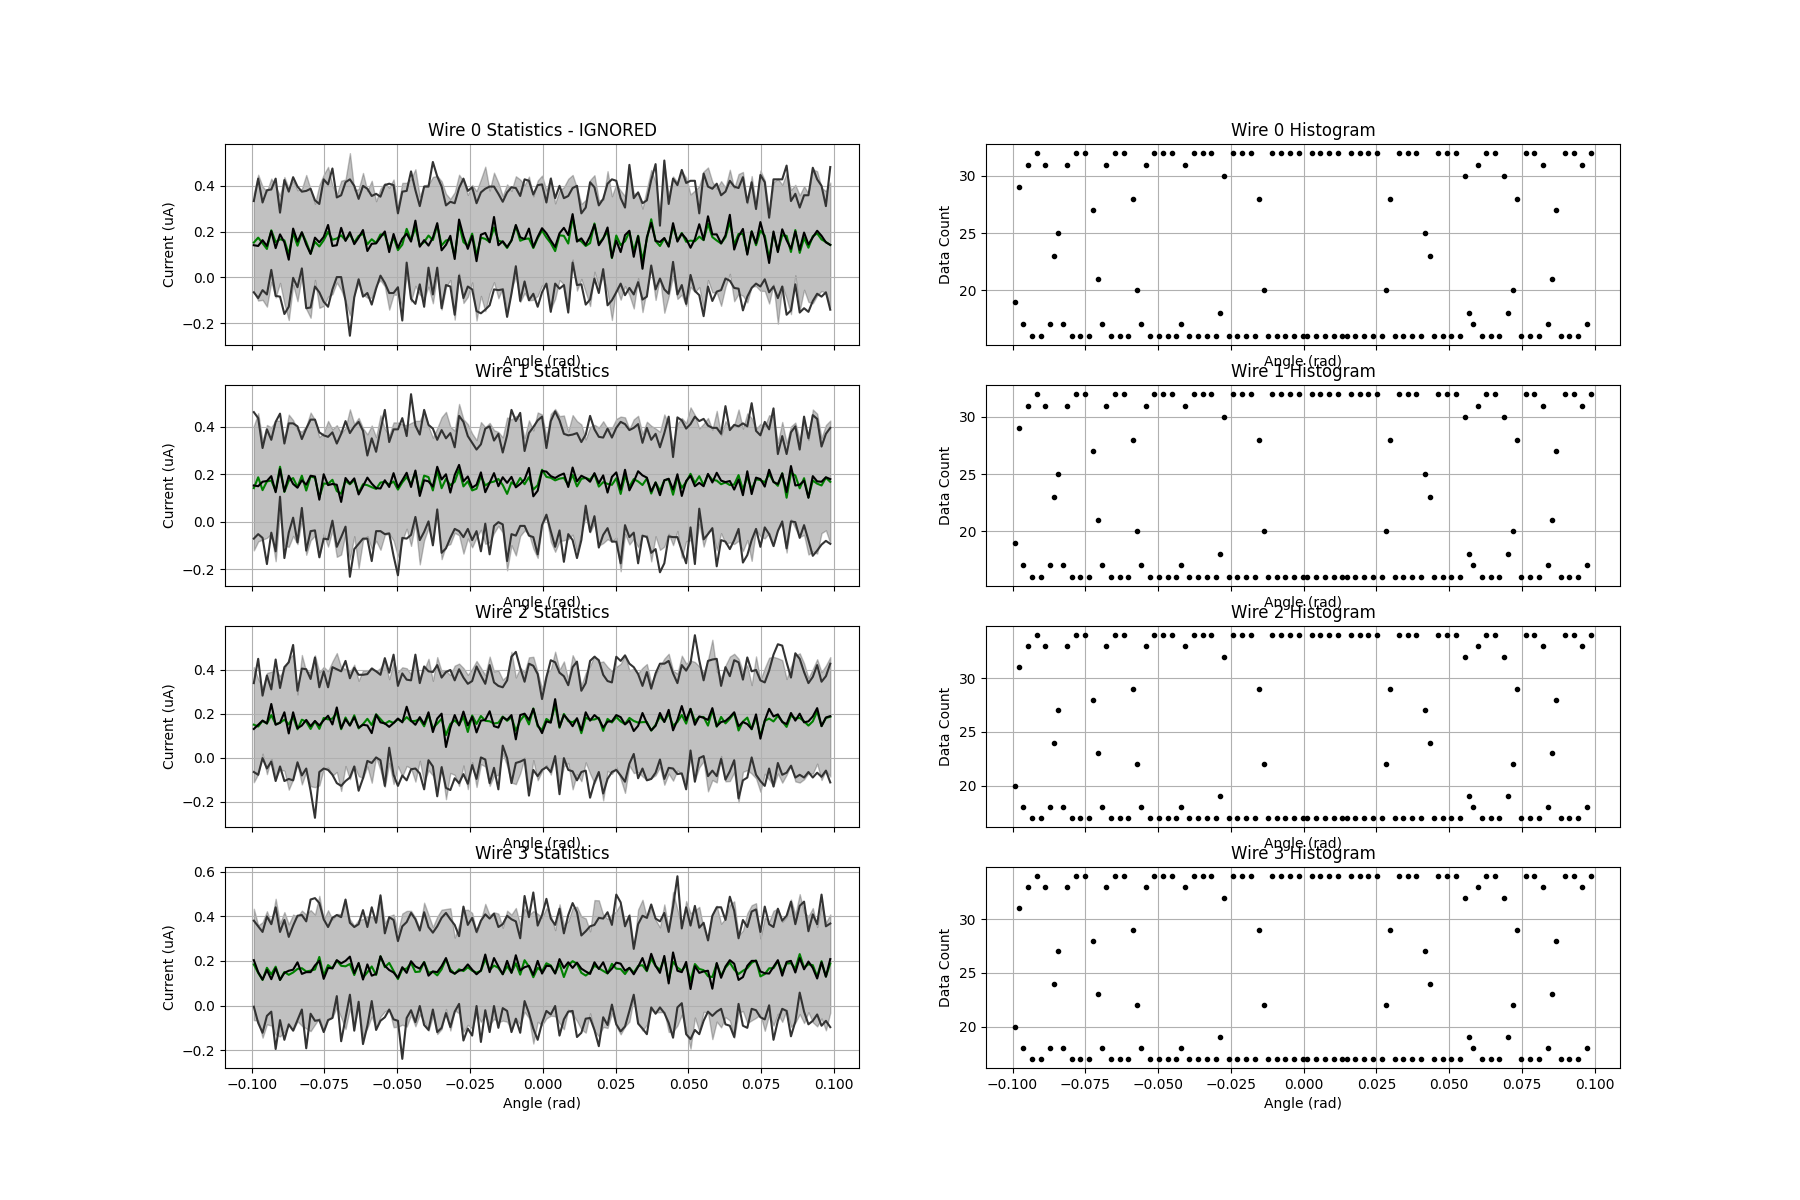 Wire 0 Statistics - IGNORED
Current (uA)
0.4
0.2
0.0
−0.2
Angle (rad)
Wire 0 Histogram
Data Count
30
25
20
Angle (rad)
Wire 1 Statistics
Current (uA)
0.4
0.2
0.0
−0.2
Angle (rad)
Wire 1 Histogram
Data Count
30
25
20
Angle (rad)
Wire 2 Statistics
Current (uA)
0.4
0.2
0.0
−0.2
Angle (rad)
Wire 2 Histogram
Data Count
30
25
20
Angle (rad)
Wire 3 Statistics
Current (uA)
0.6
0.4
0.2
0.0
−0.2
−0.100 −0.075 −0.050 −0.025 0.000 0.025 0.050 0.075 0.100
Angle (rad)
Wire 3 Histogram
Data Count
30
25
20
−0.100 −0.075 −0.050 −0.025 0.000 0.025 0.050 0.075 0.100
Angle (rad)